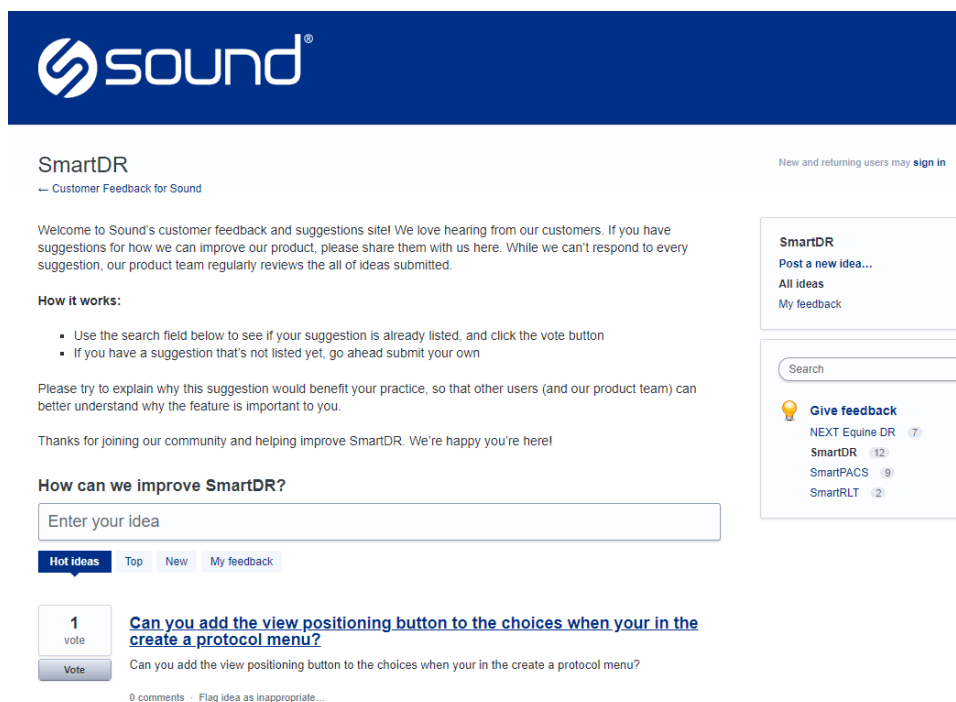 sound®
SmartDR
← Customer Feedback for Sound
New and returning users may sign in
Welcome to Sound's customer feedback and suggestions site! We love hearing from our customers. If you have
suggestions for how we can improve our product, please share them with us here. While we can't respond to every
suggestion, our product team regularly reviews the all of ideas submitted.
How it works:
▪ Use the search field below to see if your suggestion is already listed, and click the vote button
▪ If you have a suggestion that's not listed yet, go ahead submit your own
Please try to explain why this suggestion would benefit your practice, so that other users (and our product team) can
better understand why the feature is important to you.
Thanks for joining our community and helping improve SmartDR. We're happy you're here!
How can we improve SmartDR?
Enter your idea
Hot ideas Top New My feedback
1
vote
Vote
Can you add the view positioning button to the choices when your in the
create a protocol menu?
Can you add the view positioning button to the choices when your in the create a protocol menu?
0 comments · Flag idea as inappropriate…
SmartDR
Post a new idea…
All ideas
My feedback
Search
Give feedback
NEXT Equine DR 7
SmartDR 12
SmartPACS 9
SmartRLT 2